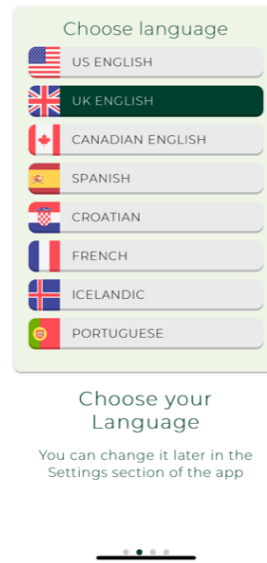 Choose language
US ENGLISH
UK ENGLISH
CANADIAN ENGLISH
SPANISH
CROATIAN
FRENCH
ICELANDIC
PORTUGUESE
Choose your
Language
You can change it later in the
Settings section of the app